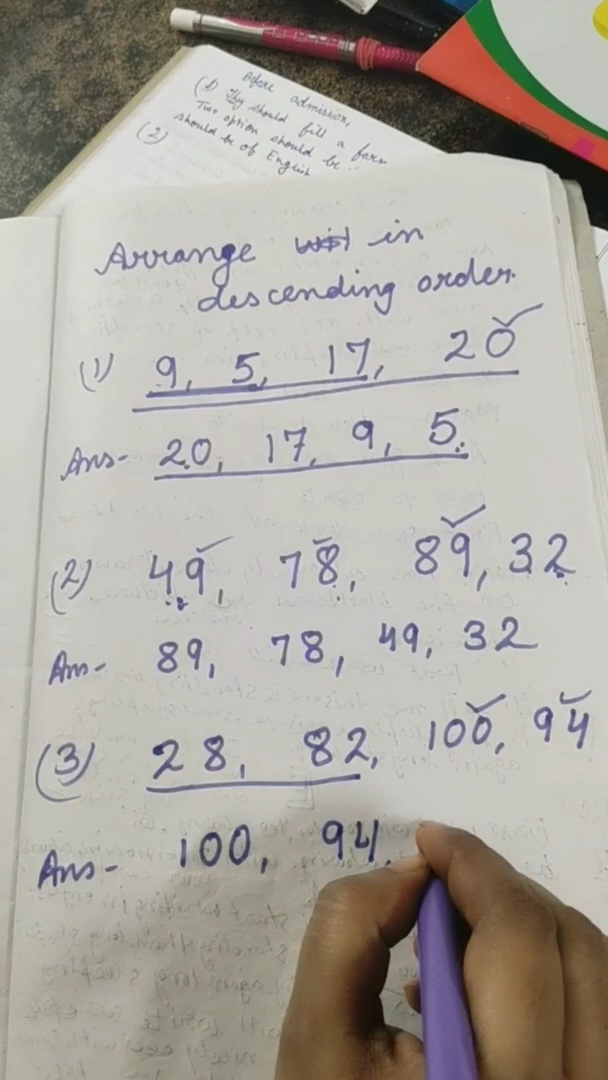 Before admission,
(1) They should fill a form
Two option should be
(2) should be of English
Arrange in
descending order.
(1) 9, 5, 17, 20
Ans- 20, 17, 9, 5.
(2) 49, 78, 89, 32
Ans- 89, 78, 49, 32
(3) 28, 82, 100, 94
Ans- 100, 94,